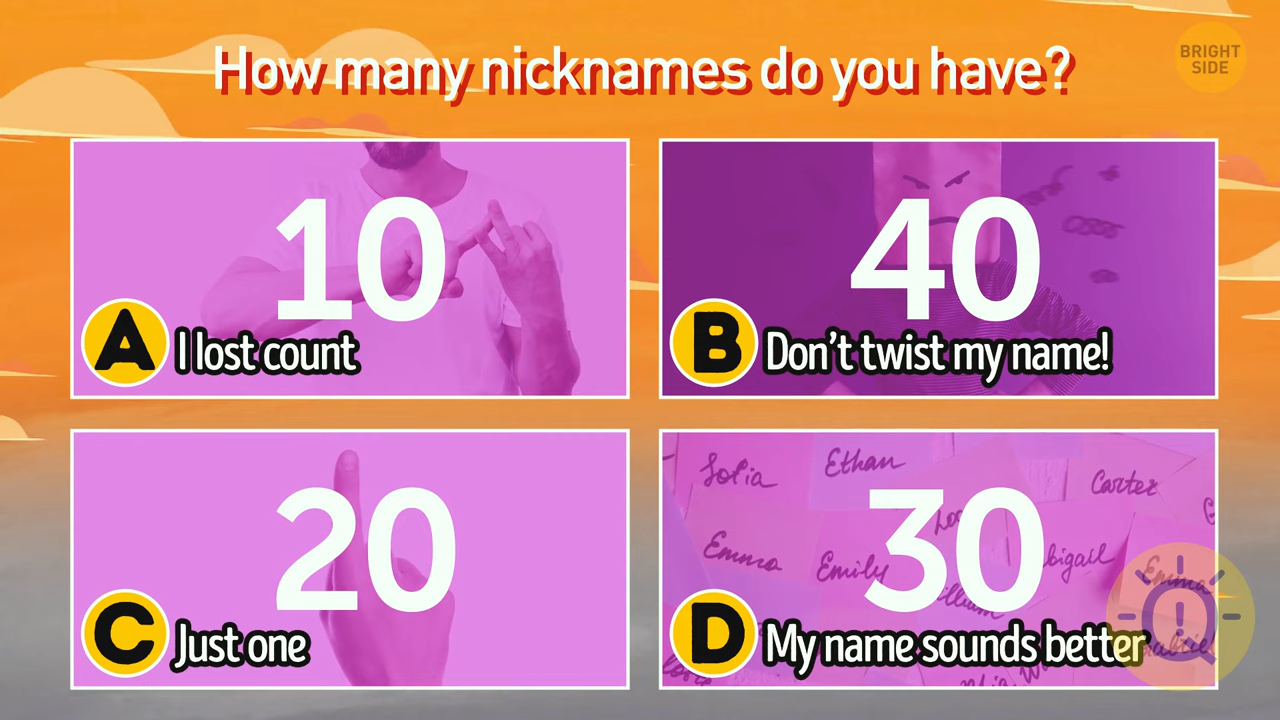 How many nicknames do you have?
BRIGHT
SIDE
10
A I lost count
40
B Don't twist my name!
20
C Just one
30
D My name sounds better
Sofia
Ethan
Carter
Emma
Emily
Emma